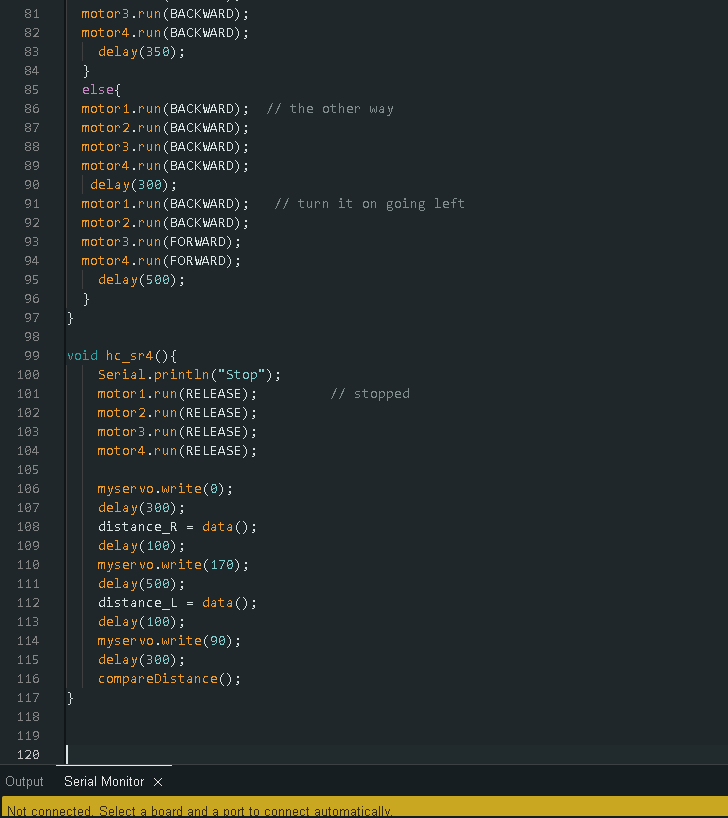 81 motor3.run(BACKWARD);
82 motor4.run(BACKWARD);
83 delay(350);
84 }
85 else{
86 motor1.run(BACKWARD); // the other way
87 motor2.run(BACKWARD);
88 motor3.run(BACKWARD);
89 motor4.run(BACKWARD);
90 delay(300);
91 motor1.run(BACKWARD); // turn it on going left
92 motor2.run(BACKWARD);
93 motor3.run(FORWARD);
94 motor4.run(FORWARD);
95 delay(500);
96 }
97 }
98
99 void hc_sr4(){
100 Serial.println("Stop");
101 motor1.run(RELEASE); // stopped
102 motor2.run(RELEASE);
103 motor3.run(RELEASE);
104 motor4.run(RELEASE);
105
106 myservo.write(0);
107 delay(300);
108 distance_R = data();
109 delay(100);
110 myservo.write(170);
111 delay(500);
112 distance_L = data();
113 delay(100);
114 myservo.write(90);
115 delay(300);
116 compareDistance();
117 }
118
119
120
Output Serial Monitor ×
Not connected. Select a board and a port to connect automatically.